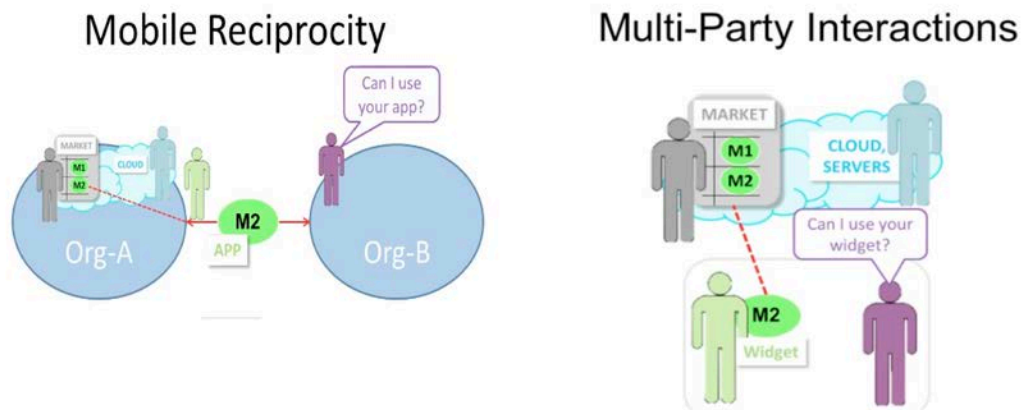 Mobile Reciprocity
Can I use
your app?
MARKET
M1
M2
CLOUD
M2
APP
Org-A
Org-B
Multi-Party Interactions
MARKET
M1
M2
CLOUD,
SERVERS
Can I use your
widget?
M2
Widget